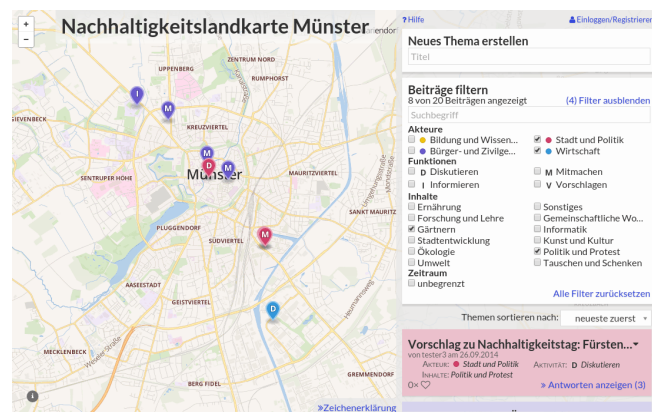 +
−
Nachhaltigkeitslandkarte Münster
ZENTRUM NORD
UPPENBERG
RUMPHORST
I
M
KREUZVIERTEL
M
D
M
Münster
SENTRUPER HÖHE
MAURITZVIERTEL
Umgehungsstraße
SANKT MAURITZ
PLUGGENDORF
M
SÜDVIERTEL
AASEESTADT
GEISTVIERTEL
D
Weseler Straße
MECKLENBECK
BERG FIDEL
GREMMENDORF
»Zeichenerklärung
? Hilfe
Einloggen/Registrieren
Neues Thema erstellen
Titel
Beiträge filtern
8 von 20 Beiträgen angezeigt (4) Filter ausblenden
Suchbegriff
Akteure
Bildung und Wissen... Stadt und Politik
Bürger- und Zivilge... Wirtschaft
Funktionen
D Diskutieren M Mitmachen
I Informieren V Vorschlagen
Inhalte
Ernährung Sonstiges
Forschung und Lehre Gemeinschaftliche Wo...
Gärtnern Informatik
Stadtentwicklung Kunst und Kultur
Ökologie Politik und Protest
Umwelt Tauschen und Schenken
Zeitraum
unbegrenzt
Alle Filter zurücksetzen
Themen sortieren nach: neueste zuerst
Vorschlag zu Nachhaltigkeitstag: Fürsten...
von tester3 am 26.09.2014
AKTEUR: Stadt und Politik AKTIVITÄT: D Diskutieren
INHALTE: Politik und Protest
0× » Antworten anzeigen (3)